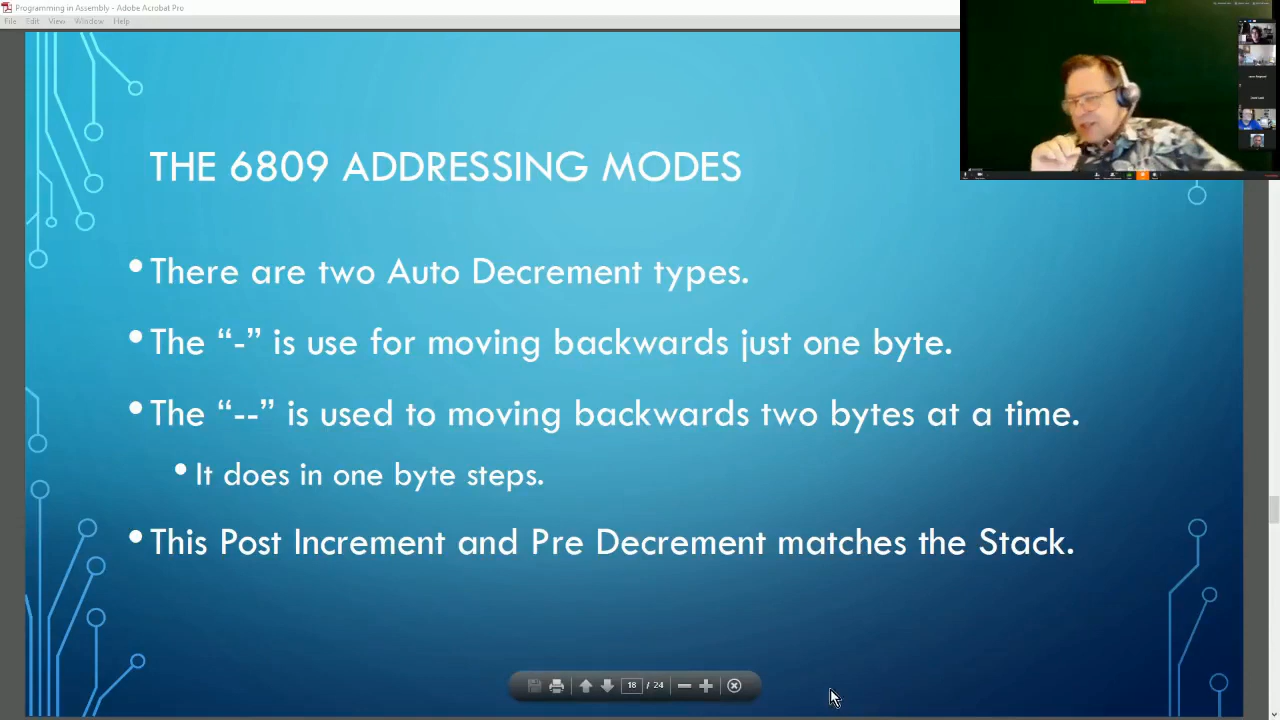 Programming in Assembly - Adobe Acrobat Pro
File Edit View Window Help
THE 6809 ADDRESSING MODES
• There are two Auto Decrement types.
• The “-” is use for moving backwards just one byte.
• The “--” is used to moving backwards two bytes at a time.
• It does in one byte steps.
• This Post Increment and Pre Decrement matches the Stack.
18 / 24